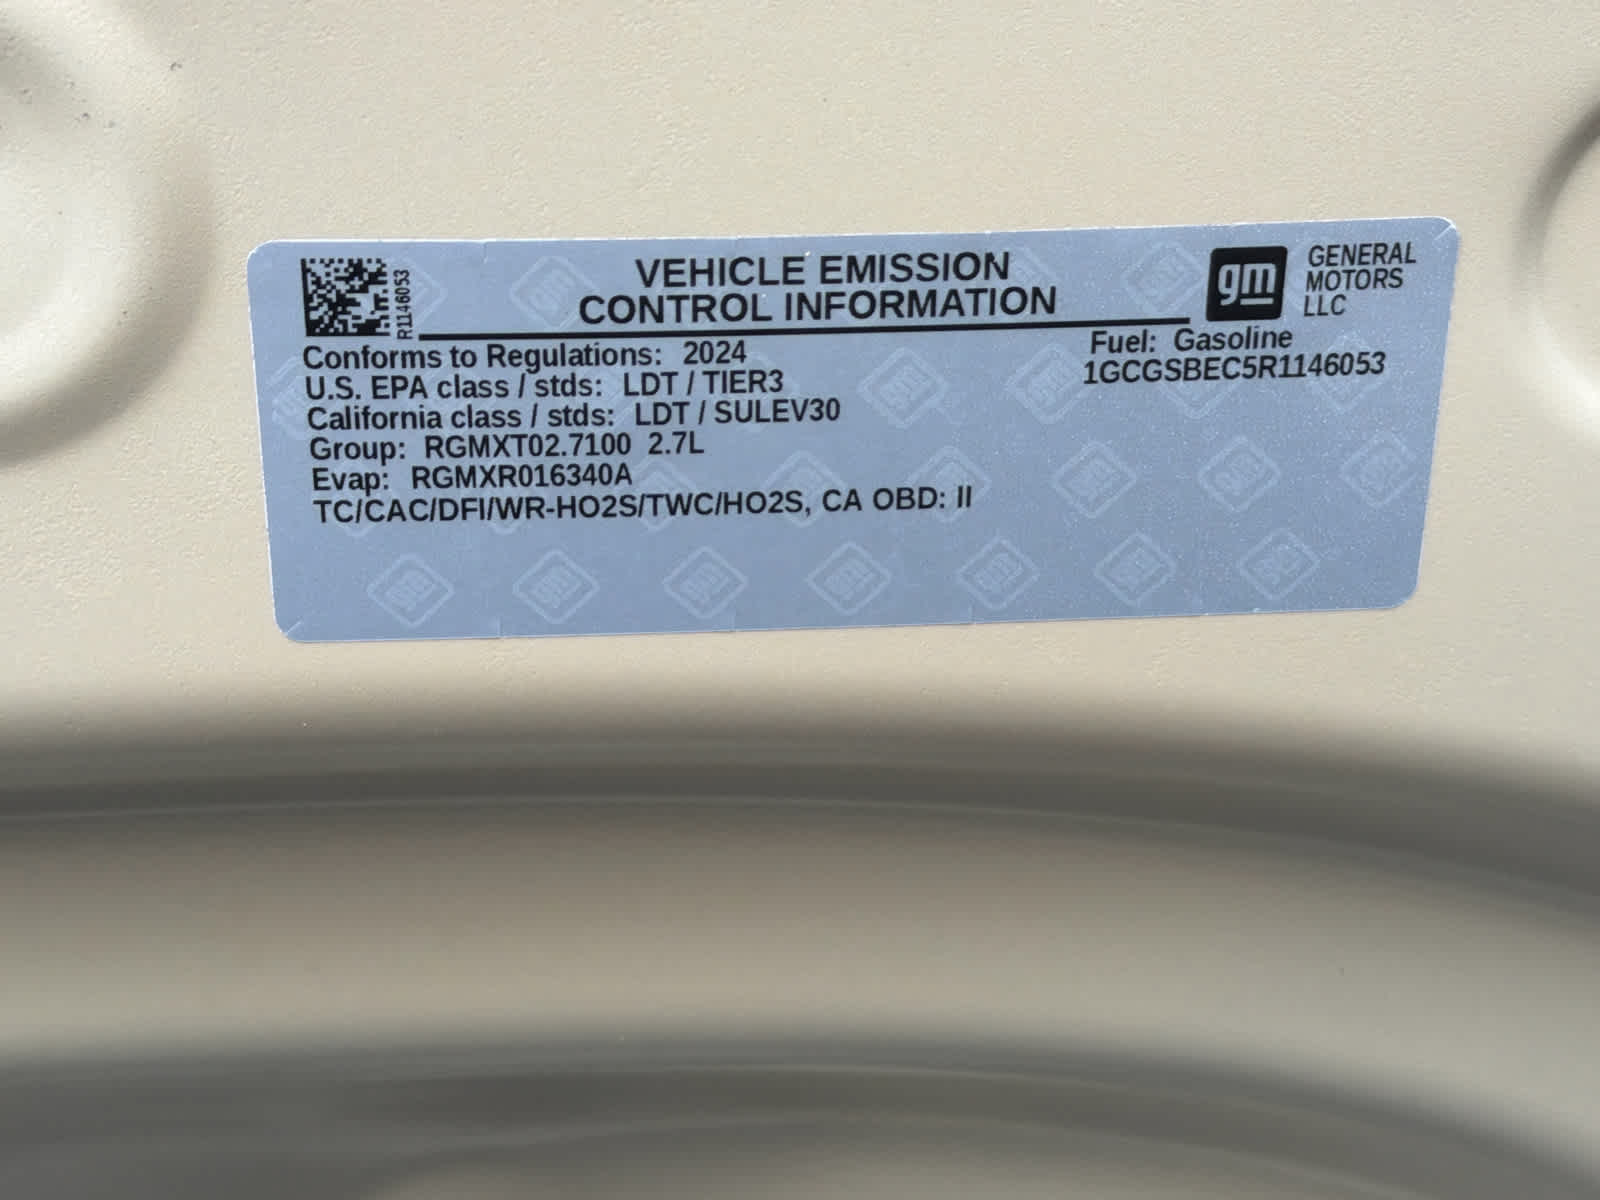 R1146053
VEHICLE EMISSION
CONTROL INFORMATION
gm
GENERAL
MOTORS
LLC
Conforms to Regulations: 2024
Fuel: Gasoline
U.S. EPA class / stds: LDT / TIER3
1GCGSBEC5R1146053
California class / stds: LDT / SULEV30
Group: RGMXT02.7100 2.7L
Evap: RGMXR016340A
TC/CAC/DFI/WR-HO2S/TWC/HO2S, CA OBD: II